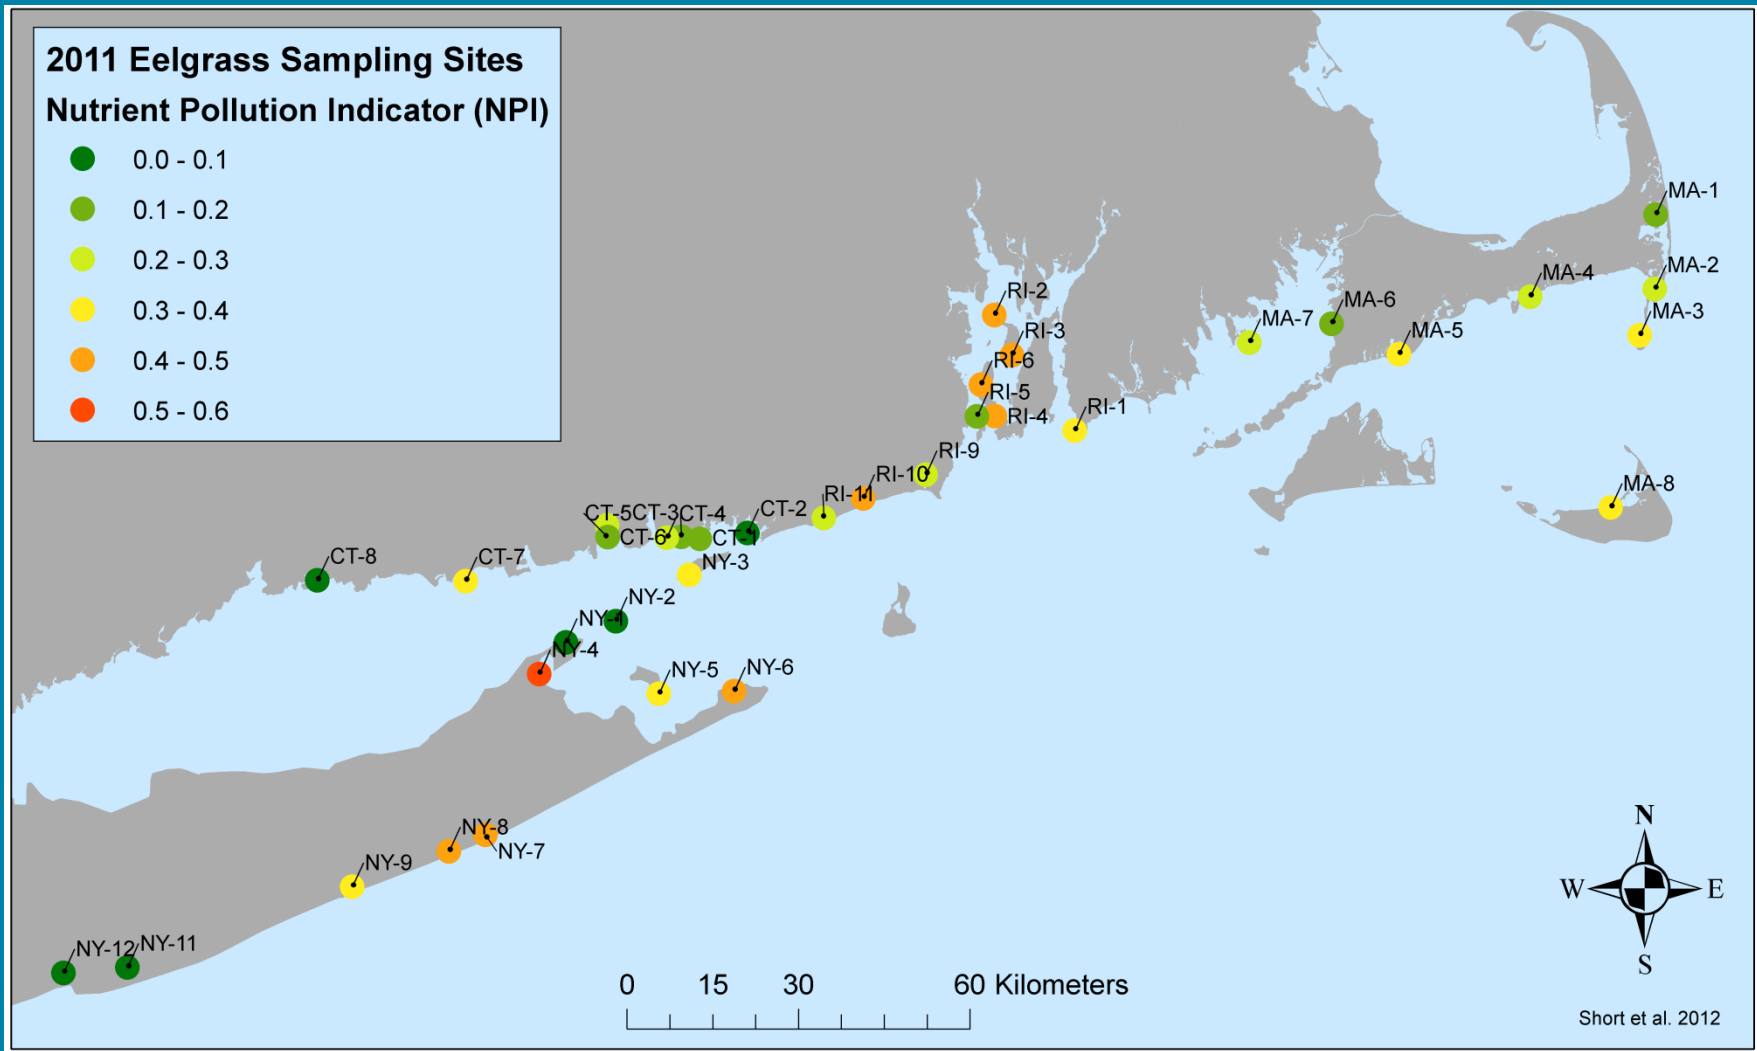 2011 Eelgrass Sampling Sites
Nutrient Pollution Indicator (NPI)
0.0 - 0.1
0.1 - 0.2
0.2 - 0.3
0.3 - 0.4
0.4 - 0.5
0.5 - 0.6
MA-1
MA-2
MA-4
MA-3
MA-6
MA-7
MA-5
RI-2
RI-3
RI-6
RI-5
RI-4
RI-1
RI-9
RI-10
RI-11
MA-8
CT-5
CT-3
CT-4
CT-2
CT-6
CT-1
CT-8
CT-7
NY-3
NY-2
NY-1
NY-4
NY-5
NY-6
NY-8
NY-7
NY-9
NY-12
NY-11
N
W
E
S
0 15 30 60 Kilometers
Short et al. 2012